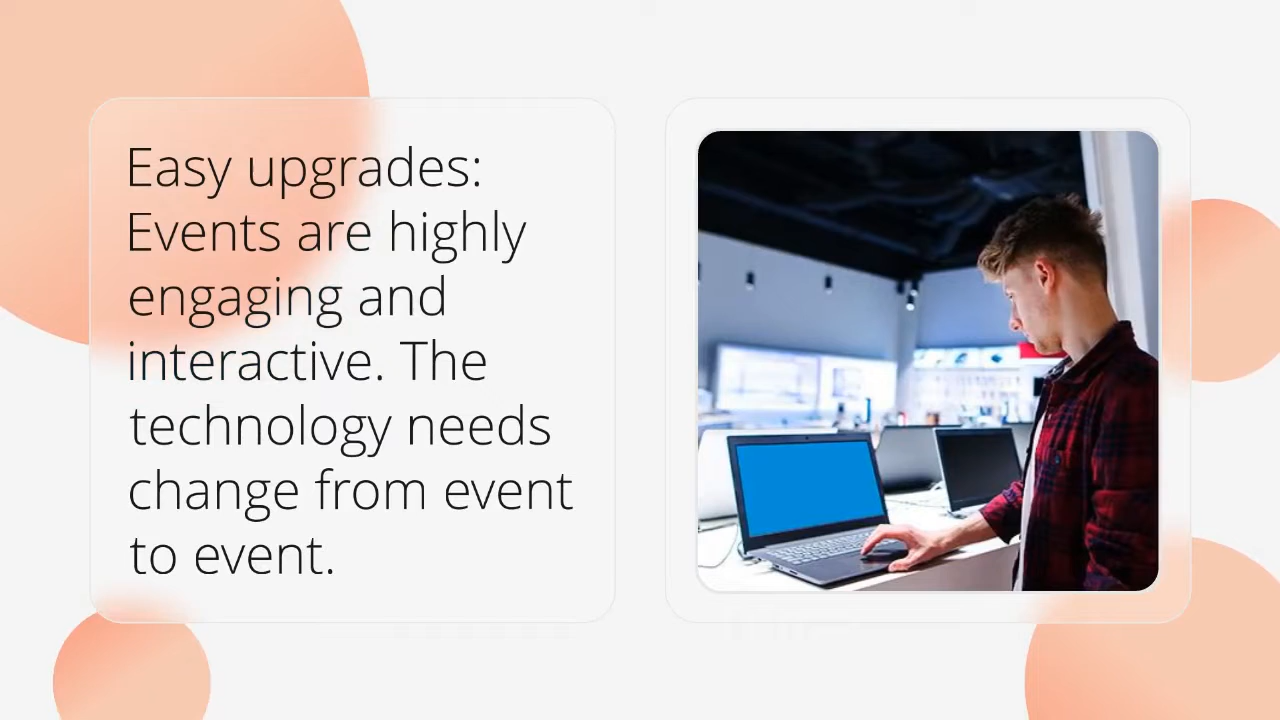 Easy upgrades:
Events are highly
engaging and
interactive. The
technology needs
change from event
to event.